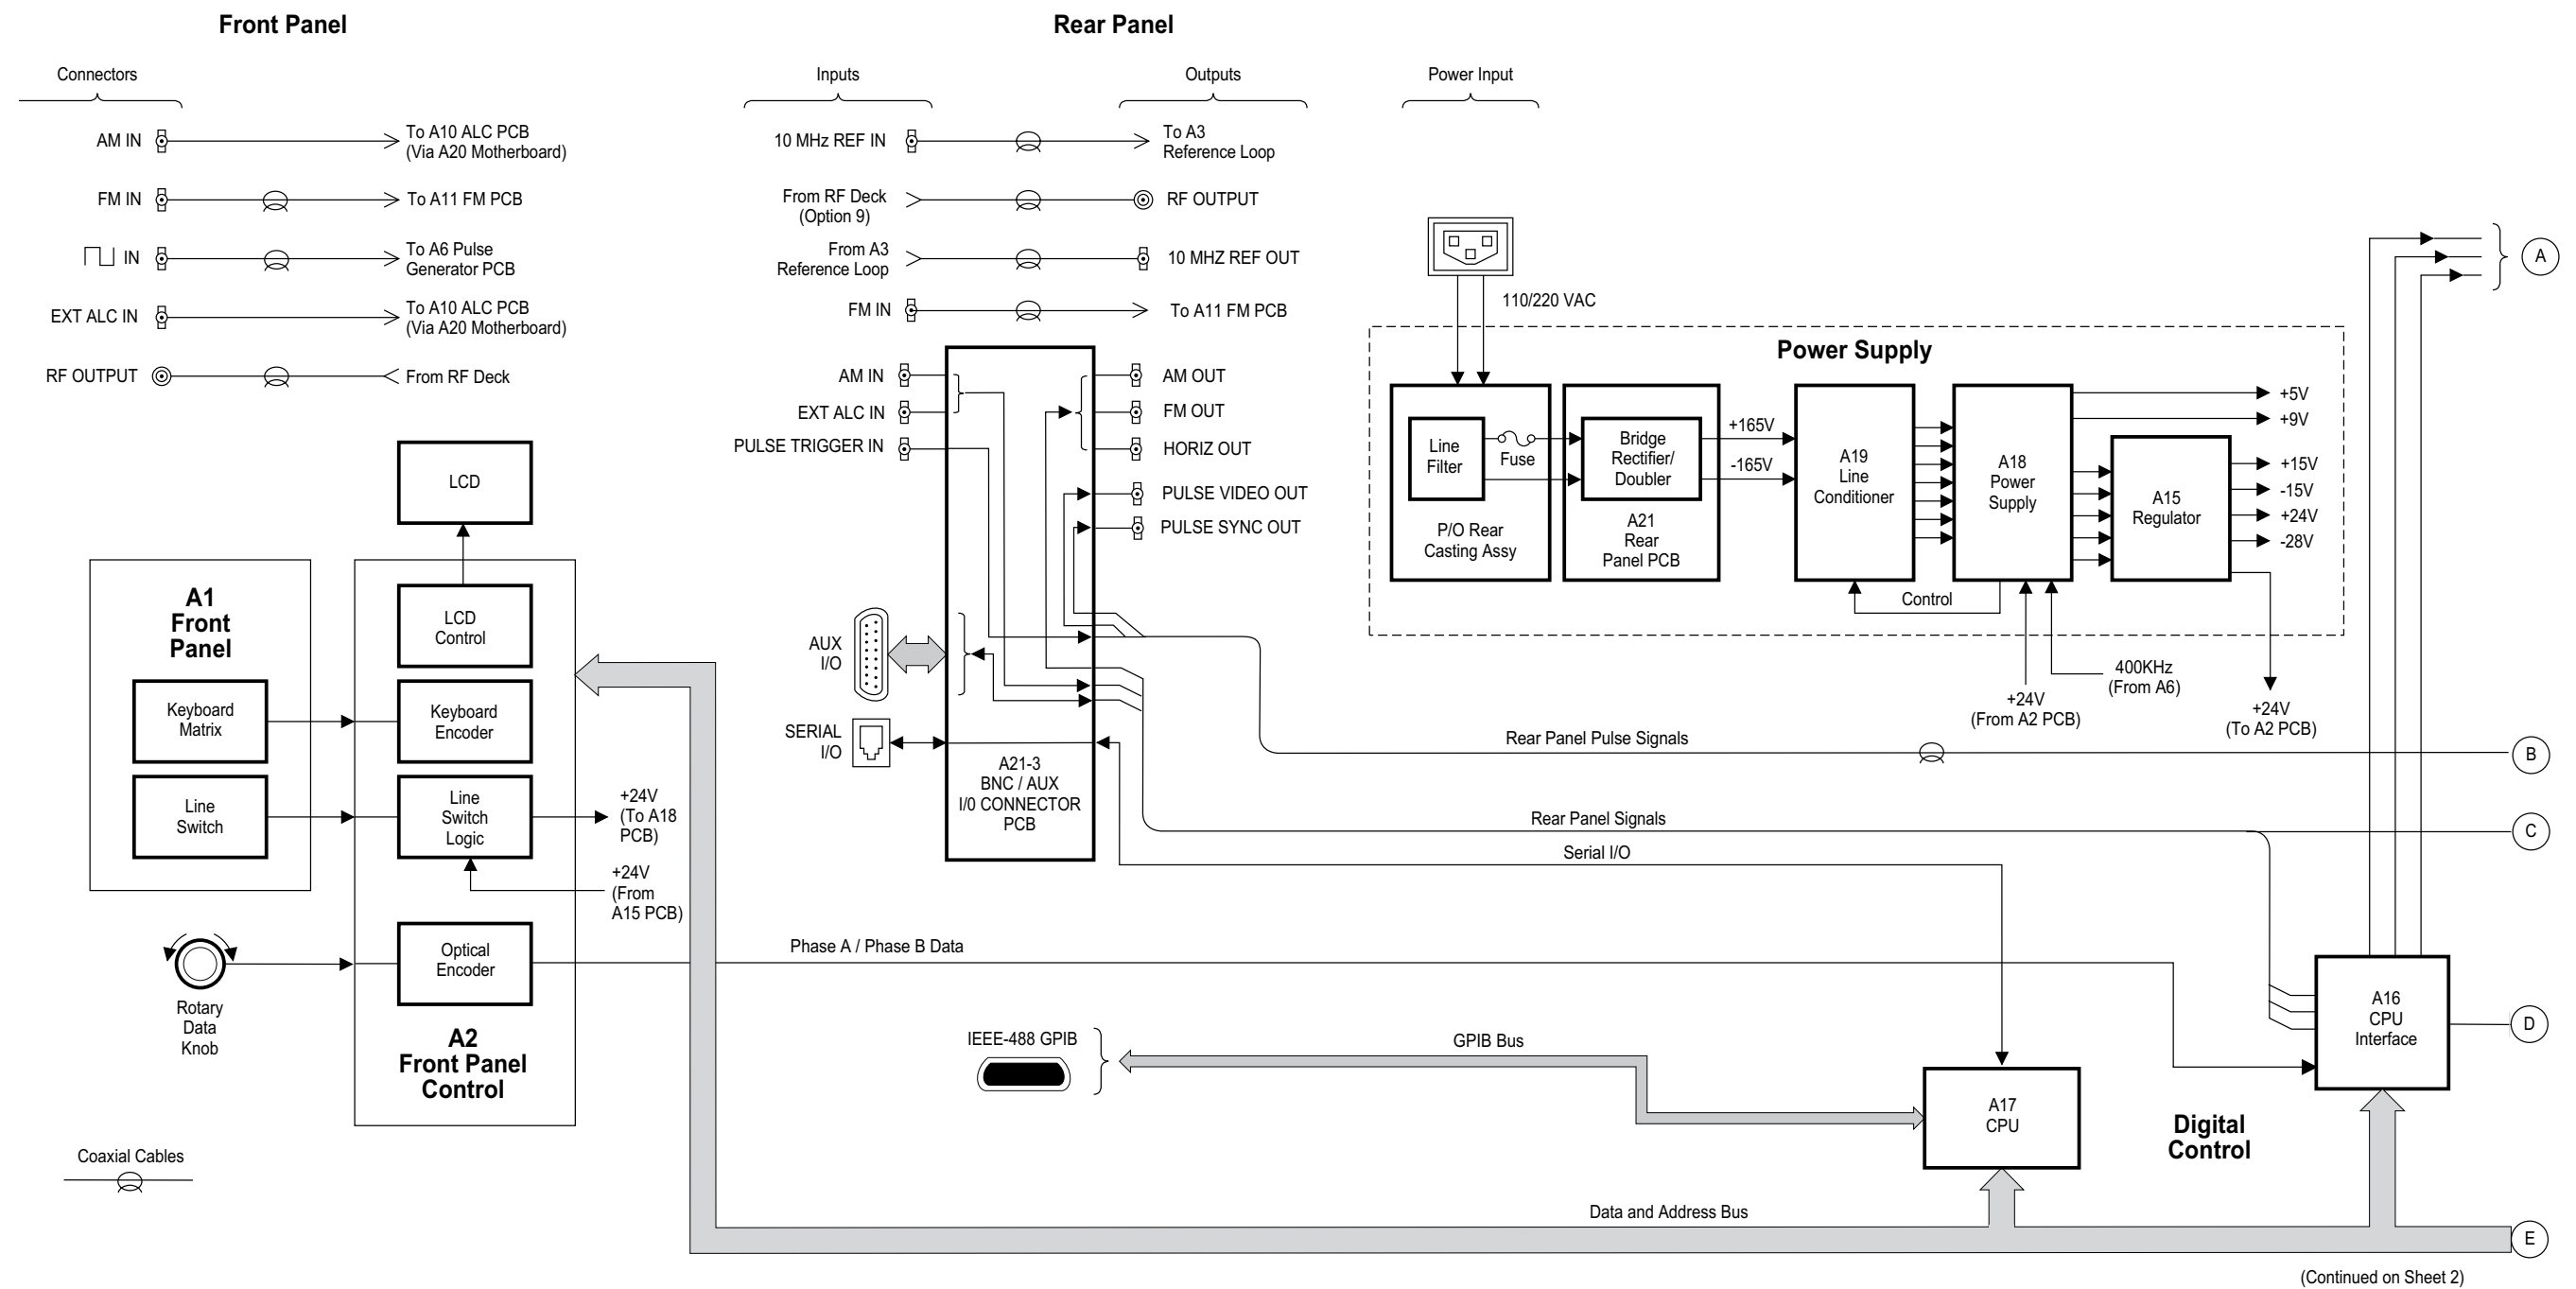 Front Panel
Rear Panel
Connectors
Inputs
Outputs
Power Input
AM IN
To A10 ALC PCB
(Via A20 Motherboard)
FM IN
To A11 FM PCB
IN
To A6 Pulse
Generator PCB
EXT ALC IN
To A10 ALC PCB
(Via A20 Motherboard)
RF OUTPUT
From RF Deck
10 MHz REF IN
To A3
Reference Loop
From RF Deck
(Option 9)
RF OUTPUT
From A3
Reference Loop
10 MHZ REF OUT
FM IN
To A11 FM PCB
AM IN
EXT ALC IN
PULSE TRIGGER IN
AM OUT
FM OUT
HORIZ OUT
PULSE VIDEO OUT
PULSE SYNC OUT
AUX
I/O
SERIAL
I/O
A21-3
BNC / AUX
I/0 CONNECTOR
PCB
110/220 VAC
Power Supply
Line
Filter
Fuse
P/O Rear
Casting Assy
Bridge
Rectifier/
Doubler
A21
Rear
Panel PCB
+165V
-165V
A19
Line
Conditioner
A18
Power
Supply
A15
Regulator
+5V
+9V
+15V
-15V
+24V
-28V
Control
+24V
(From A2 PCB)
400KHz
(From A6)
+24V
(To A2 PCB)
LCD
A1
Front
Panel
Keyboard
Matrix
Line
Switch
LCD
Control
Keyboard
Encoder
Line
Switch
Logic
+24V
(To A18
PCB)
+24V
(From
A15 PCB)
Optical
Encoder
Rotary
Data
Knob
A2
Front Panel
Control
Coaxial Cables
Rear Panel Pulse Signals
Rear Panel Signals
Serial I/O
Phase A / Phase B Data
IEEE-488 GPIB
GPIB Bus
A17
CPU
A16
CPU
Interface
Digital
Control
Data and Address Bus
A
B
C
D
E
(Continued on Sheet 2)